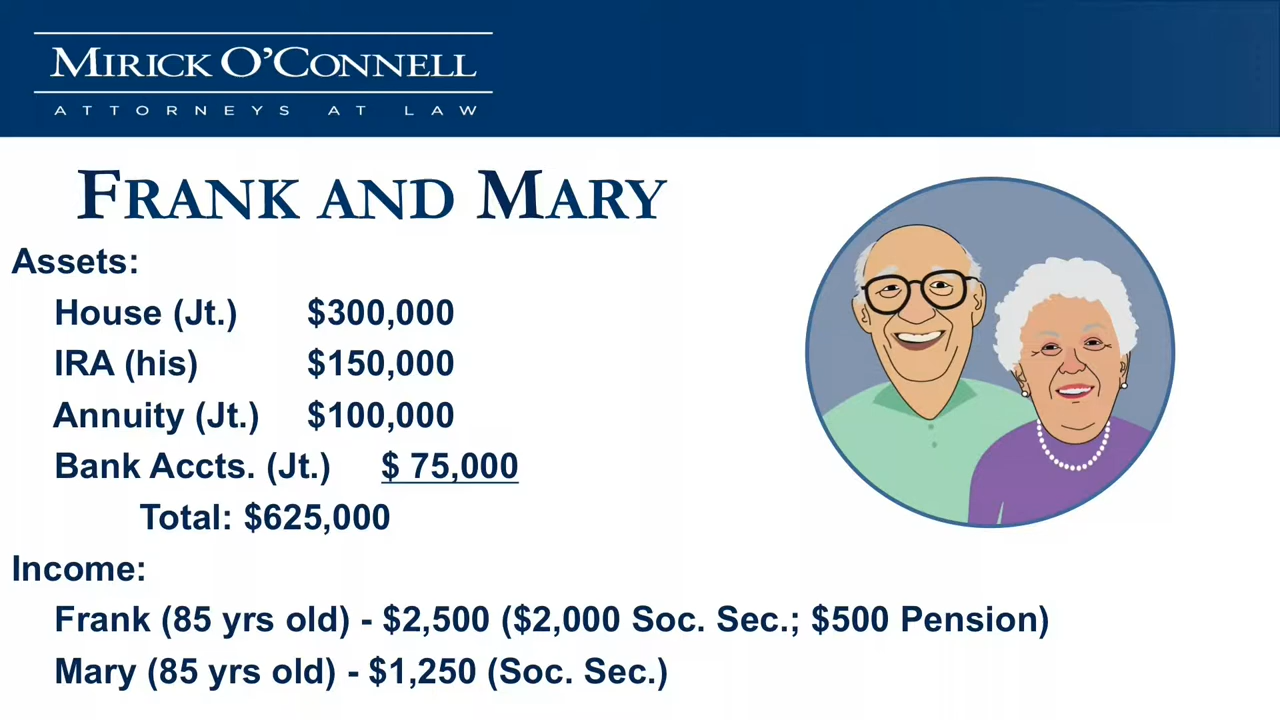 MIRICK O'CONNELL
ATTORNEYS AT LAW
FRANK AND MARY
Assets:
House (Jt.) $300,000
IRA (his) $150,000
Annuity (Jt.) $100,000
Bank Accts. (Jt.) $ 75,000
Total: $625,000
Income:
Frank (85 yrs old) - $2,500 ($2,000 Soc. Sec.; $500 Pension)
Mary (85 yrs old) - $1,250 (Soc. Sec.)